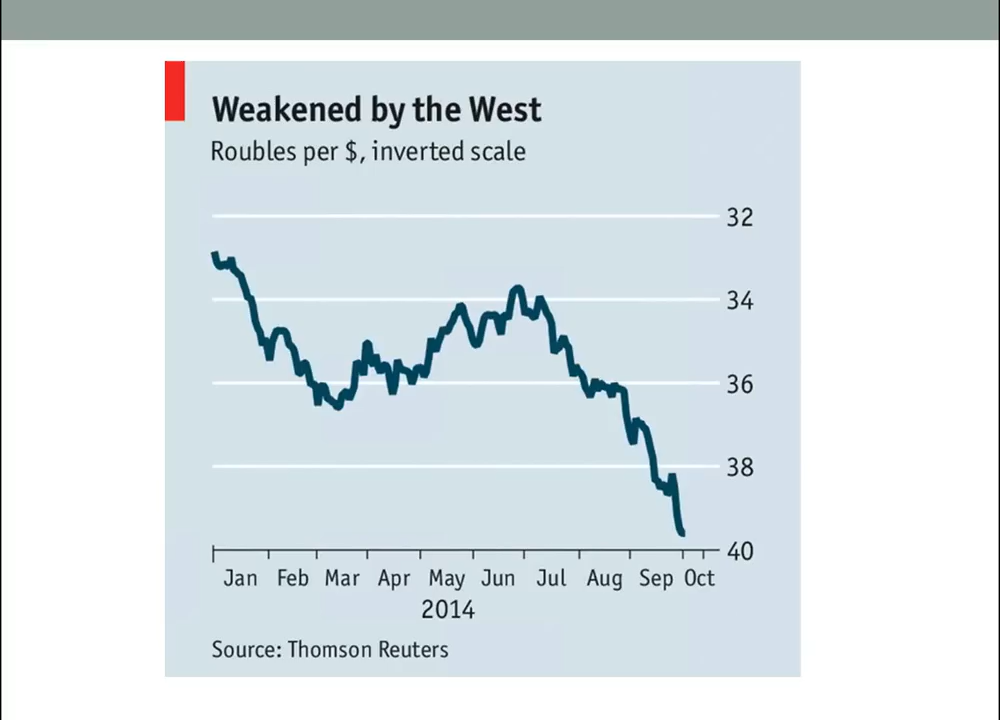 Weakened by the West
Roubles per $, inverted scale
32
34
36
38
40
Jan Feb Mar Apr May Jun Jul Aug Sep Oct
2014
Source: Thomson Reuters